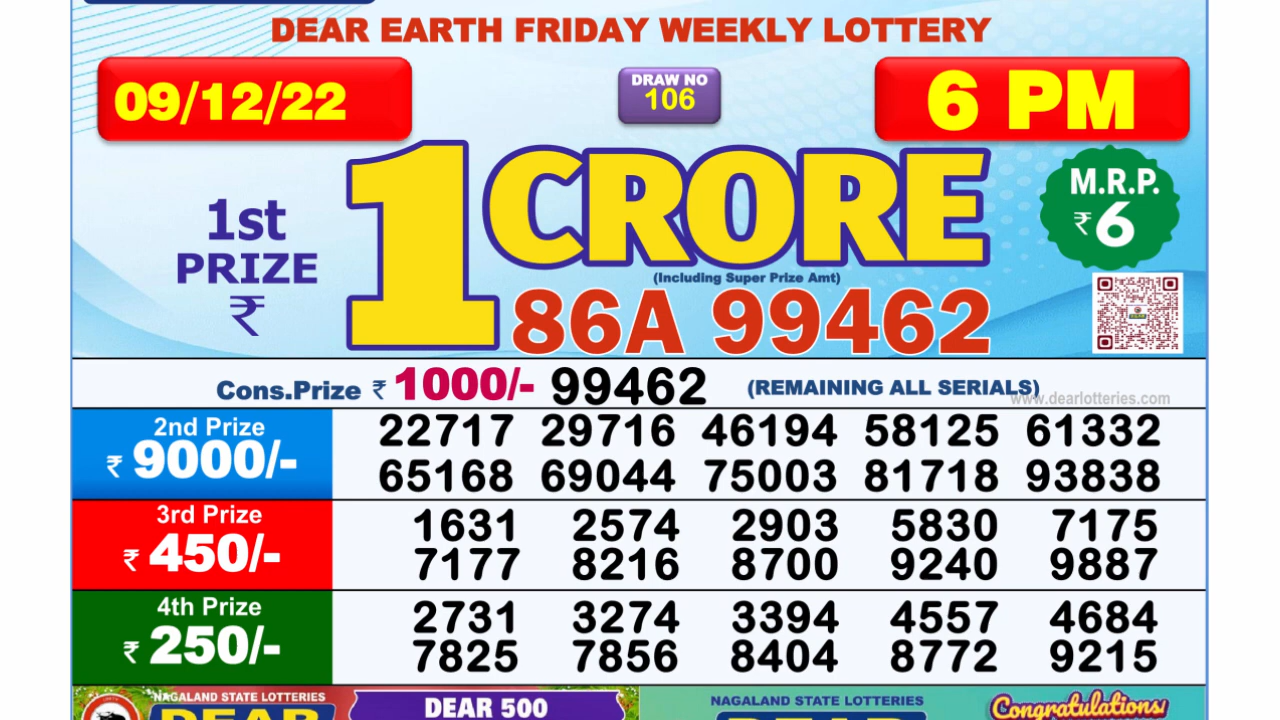 DEAR EARTH FRIDAY WEEKLY LOTTERY
09/12/22
DRAW NO
106
6 PM
1st
PRIZE
₹
1 CRORE
(Including Super Prize Amt)
86A 99462
M.R.P.
₹6
Cons.Prize ₹ 1000/- 99462 (REMAINING ALL SERIALS)
www.dearlotteries.com
2nd Prize
₹ 9000/-
22717 29716 46194 58125 61332
65168 69044 75003 81718 93838
3rd Prize
₹ 450/-
1631 2574 2903 5830 7175
7177 8216 8700 9240 9887
4th Prize
₹ 250/-
2731 3274 3394 4557 4684
7825 7856 8404 8772 9215
NAGALAND STATE LOTTERIES
DEAR
DEAR 500
NAGALAND STATE LOTTERIES
DEAR
Congratulations!